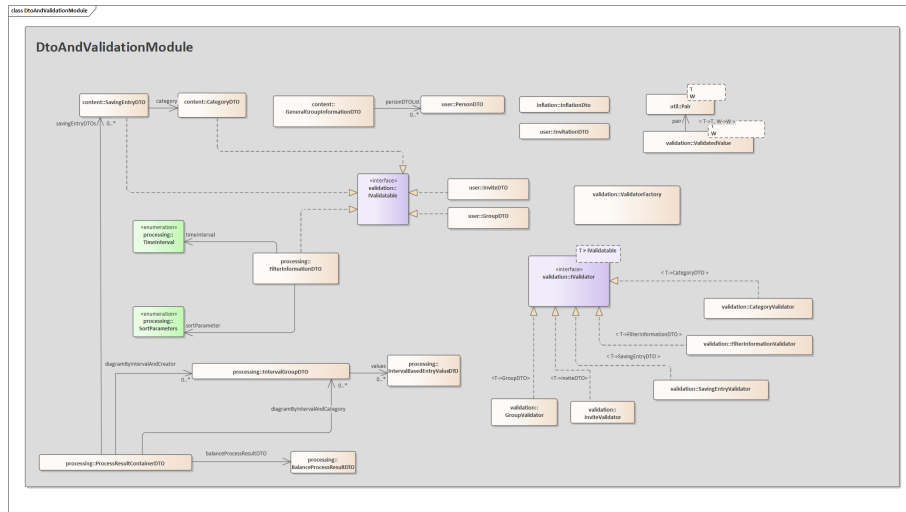 class DtoAndValidationModule
DtoAndValidationModule
content::SavingEntryDTO
category
content::CategoryDTO
content::
GeneralGroupInformationDTO
personDTOList
0..*
user::PersonDTO
inflation::InflationDto
user::InvitationDTO
T
W
util::Pair
pair
< T->T, W->W >
T
W
validation::ValidatedValue
savingEntryDTOs
0..*
«interface»
validation::
IValidatable
user::InviteDTO
user::GroupDTO
validation::ValidatorFactory
«enumeration»
processing::
TimeInterval
timeInterval
processing::
FilterInformationDTO
«enumeration»
processing::
SortParameters
sortParameter
T > IValidatable
«interface»
validation::IValidator
< T->CategoryDTO >
validation::CategoryValidator
< T->FilterInformationDTO >
validation::FilterInformationValidator
< T->SavingEntryDTO >
validation::SavingEntryValidator
<T->GroupDTO>
<T->InviteDTO>
validation::
GroupValidator
validation::
InviteValidator
diagramByIntervalAndCreator
0..*
processing::IntervalGroupDTO
values
0..*
processing::
IntervalBasedEntryValueDTO
0..*
diagramByIntervalAndCategory
processing::ProcessResultContainerDTO
balanceProcessResultDTO
processing::
BalanceProcessResultDTO